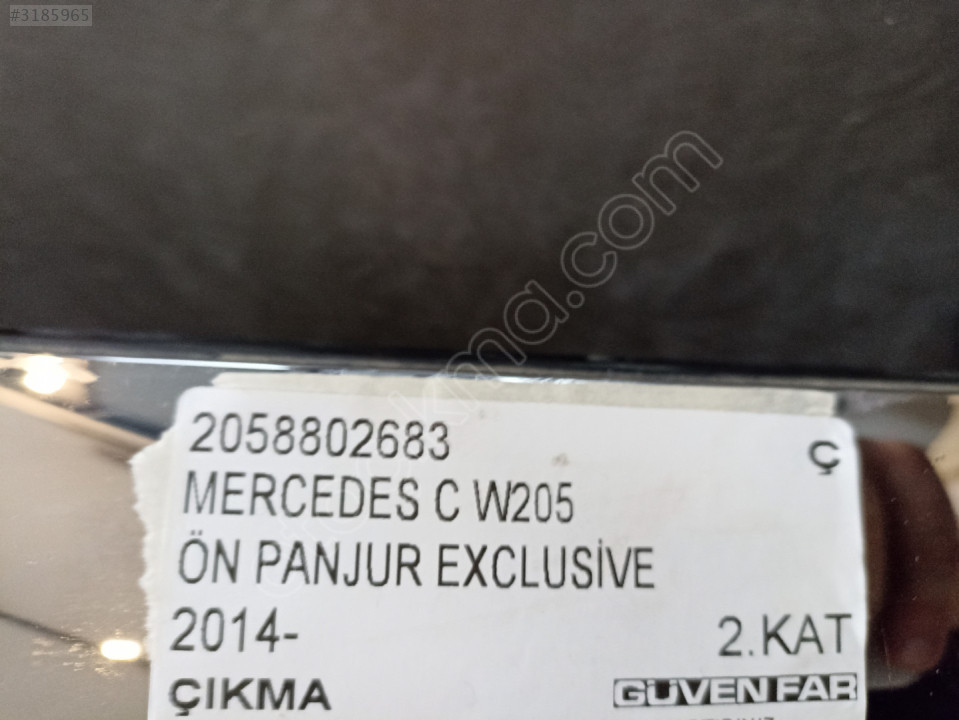 #3185965
2058802683 Ç
MERCEDES C W205
ÖN PANJUR EXCLUSİVE
2014- 2.KAT
ÇIKMA GÜVEN FAR